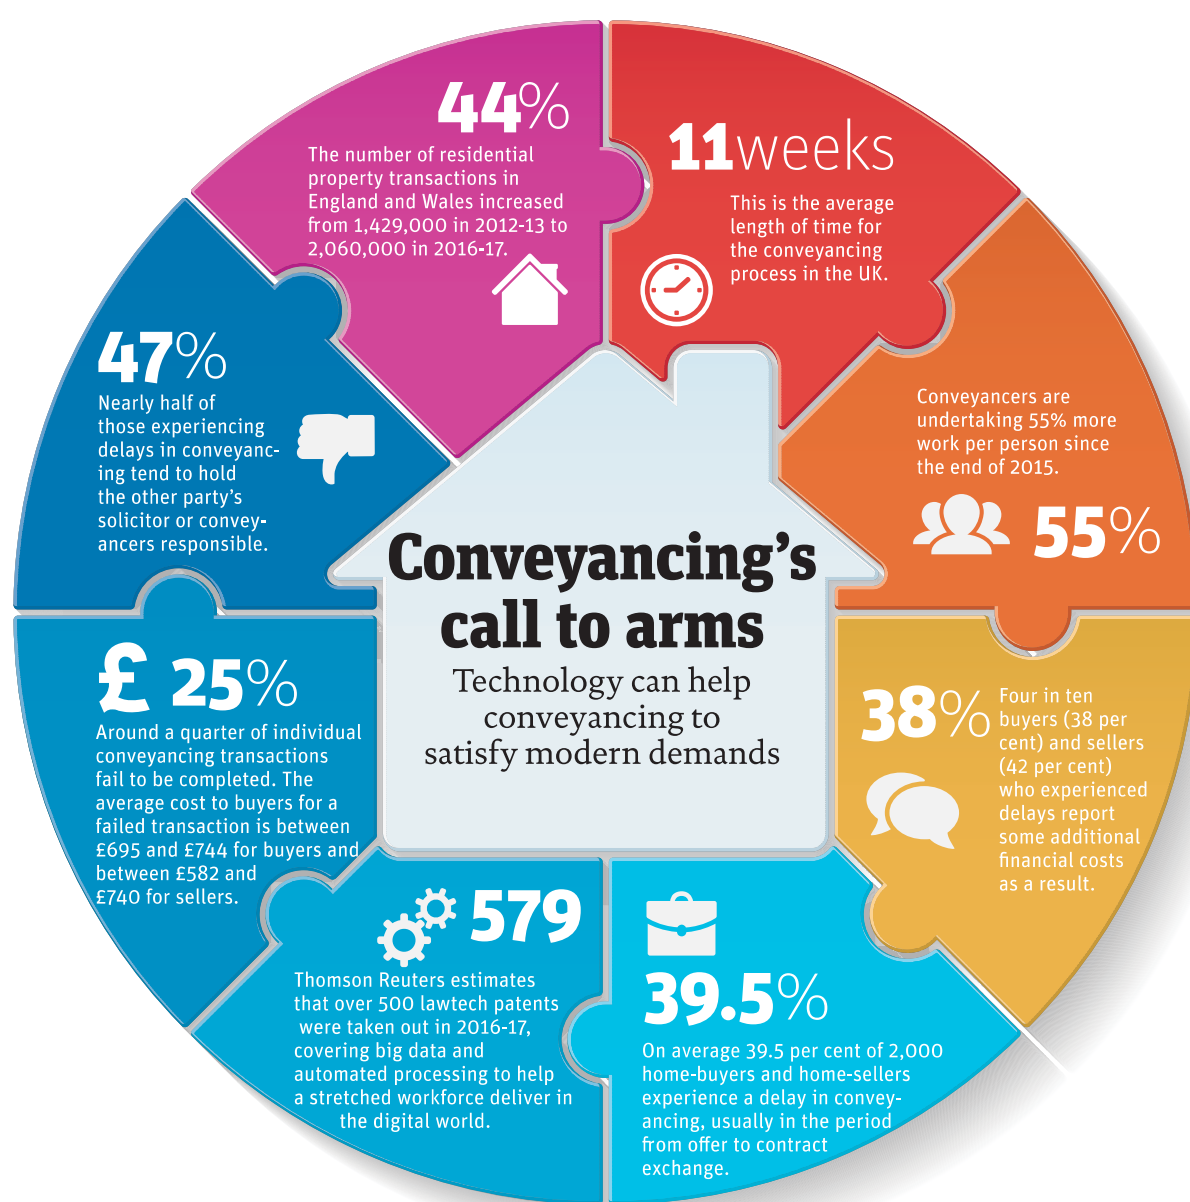 44%
The number of residential
property transactions in
England and Wales increased
from 1,429,000 in 2012-13 to
2,060,000 in 2016-17.
11weeks
This is the average
length of time for
the conveyancing
process in the UK.
Conveyancers are
undertaking 55% more
work per person since
the end of 2015.
55%
38%
Four in ten
buyers (38 per
cent) and sellers
(42 per cent)
who experienced
delays report
some additional
financial costs
as a result.
39.5%
On average 39.5 per cent of 2,000
home-buyers and home-sellers
experience a delay in convey-
ancing, usually in the period
from offer to contract
exchange.
579
Thomson Reuters estimates
that over 500 lawtech patents
were taken out in 2016-17,
covering big data and
automated processing to help
a stretched workforce deliver in
the digital world.
£ 25%
Around a quarter of individual
conveyancing transactions
fail to be completed. The
average cost to buyers for a
failed transaction is between
£695 and £744 for buyers and
between £582 and
£740 for sellers.
47%
Nearly half of
those experiencing
delays in conveyanc-
ing tend to hold
the other party's
solicitor or convey-
ancers responsible.
Conveyancing's
call to arms
Technology can help
conveyancing to
satisfy modern demands